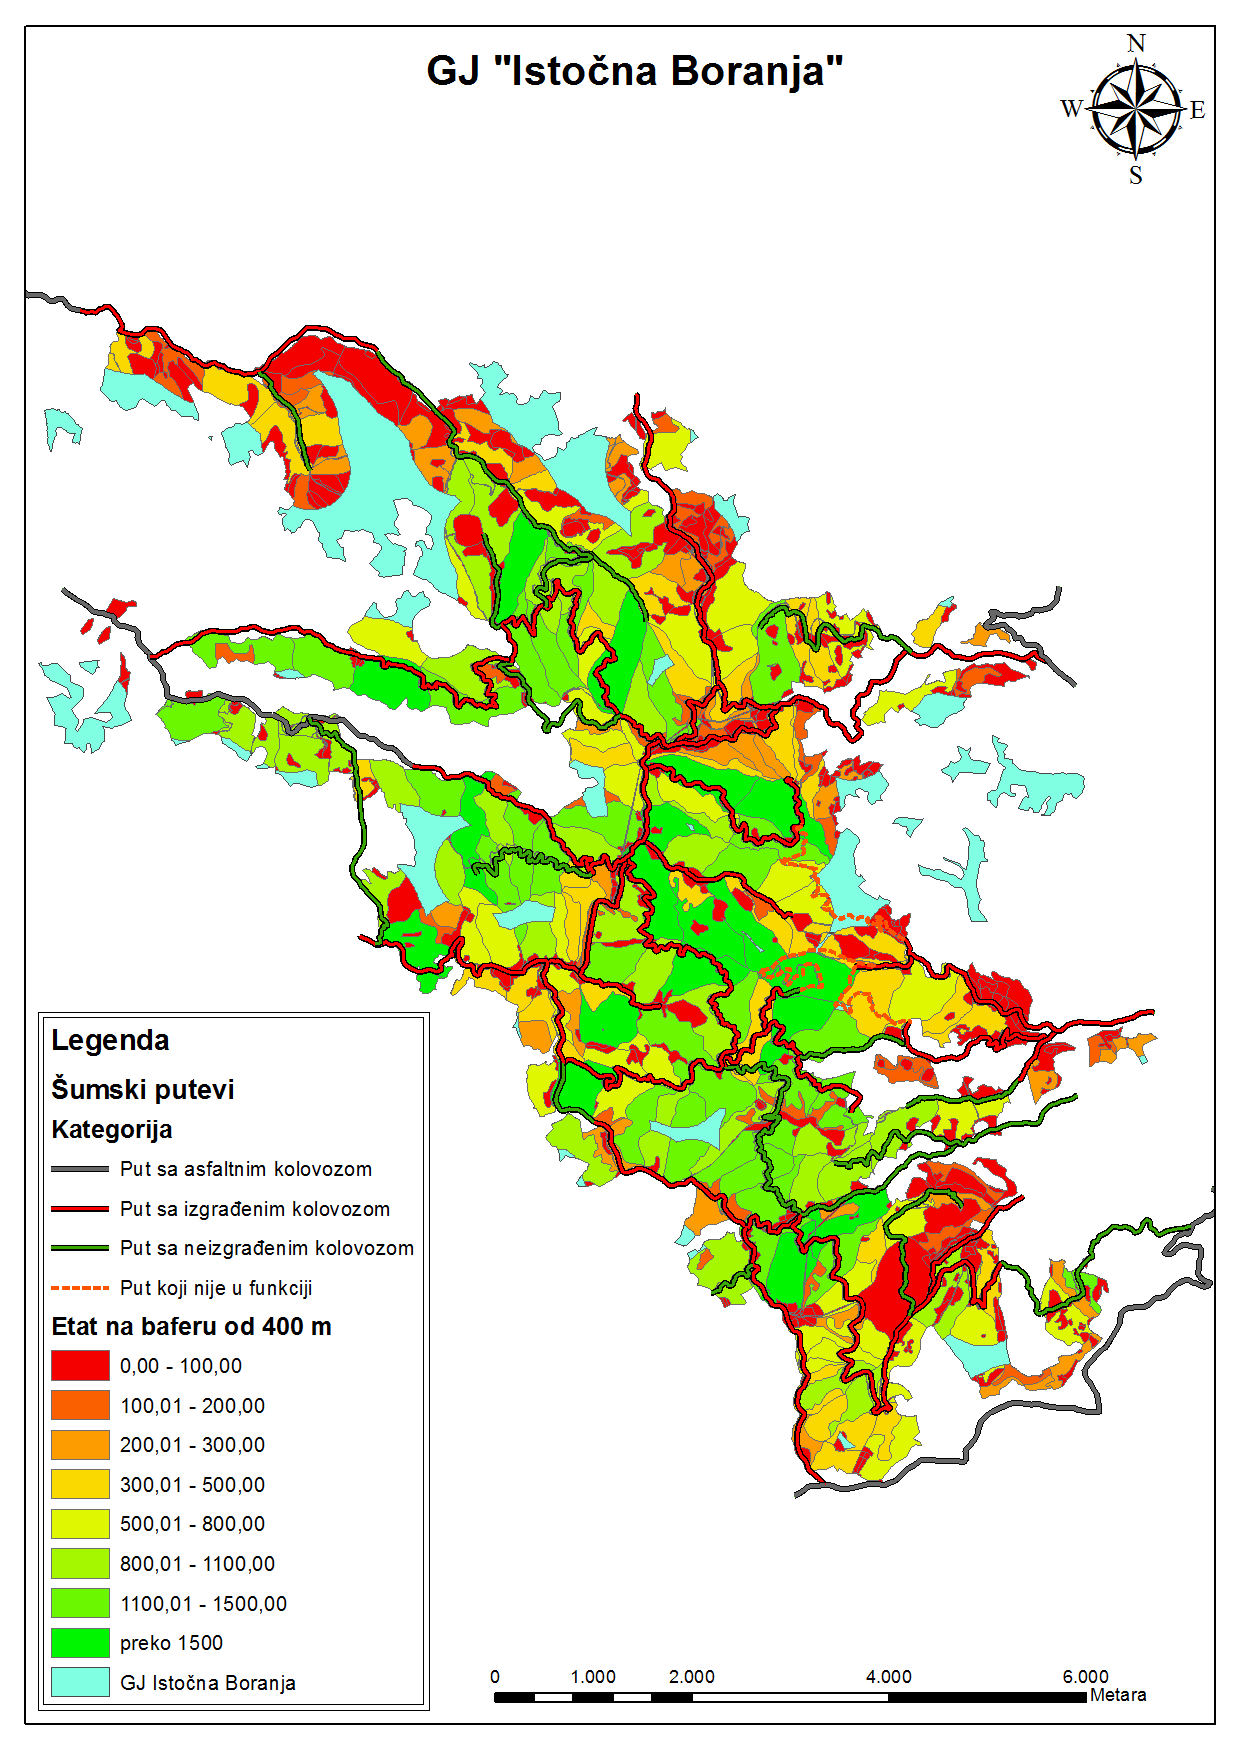 GJ "Istočna Boranja"
N
W E
S
Legenda
Šumski putevi
Kategorija
Put sa asfaltnim kolovozom
Put sa izgrađenim kolovozom
Put sa neizgrađenim kolovozom
Put koji nije u funkciji
Etat na baferu od 400 m
0,00 - 100,00
100,01 - 200,00
200,01 - 300,00
300,01 - 500,00
500,01 - 800,00
800,01 - 1100,00
1100,01 - 1500,00
preko 1500
GJ Istočna Boranja
0 1.000 2.000 4.000 6.000
Metara